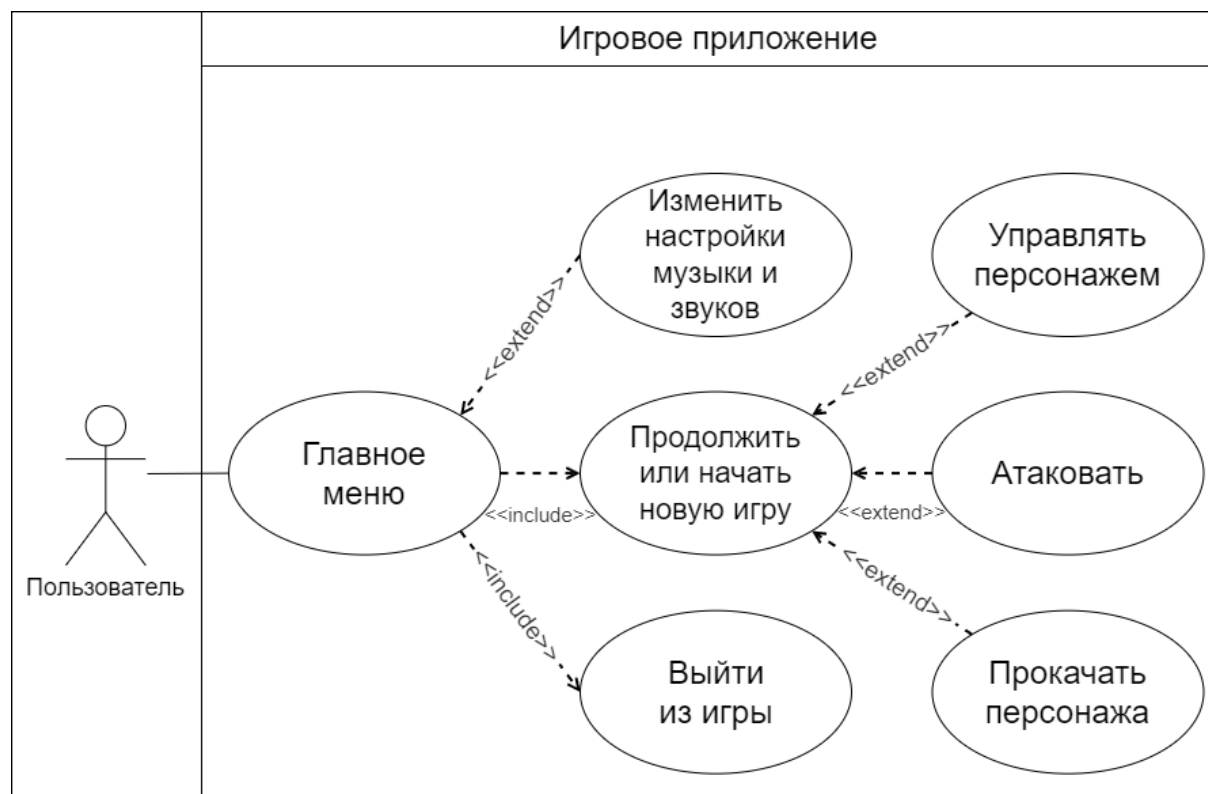 Игровое приложение
Изменить
настройки
музыки и
звуков
Управлять
персонажем
<<extend>>
<<extend>>
Главное
меню
Продолжить
или начать
новую игру
Атаковать
<<include>>
<<extend>>
<<include>>
<<extend>>
Пользователь
Выйти
из игры
Прокачать
персонажа